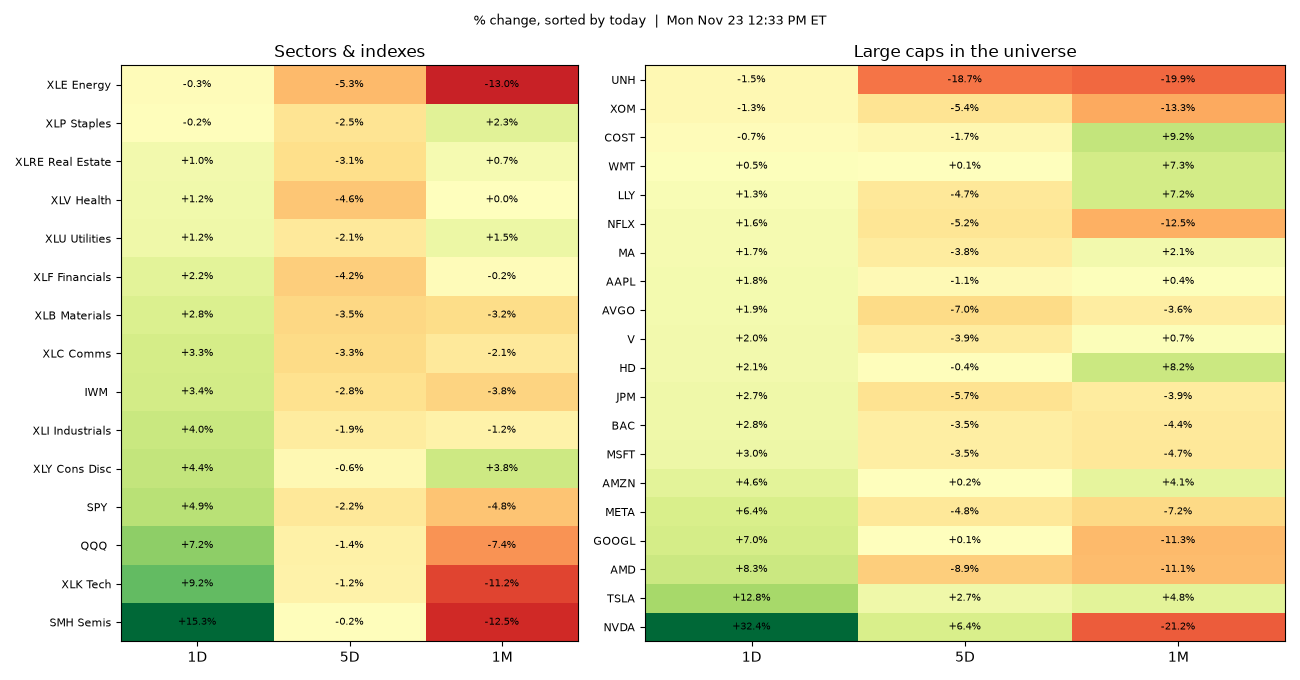 % change, sorted by today | Mon Nov 23 12:33 PM ET
Sectors & indexes
XLE Energy -0.3% -5.3% -13.0%
XLP Staples -0.2% -2.5% +2.3%
XLRE Real Estate +1.0% -3.1% +0.7%
XLV Health +1.2% -4.6% +0.0%
XLU Utilities +1.2% -2.1% +1.5%
XLF Financials +2.2% -4.2% -0.2%
XLB Materials +2.8% -3.5% -3.2%
XLC Comms +3.3% -3.3% -2.1%
IWM +3.4% -2.8% -3.8%
XLI Industrials +4.0% -1.9% -1.2%
XLY Cons Disc +4.4% -0.6% +3.8%
SPY +4.9% -2.2% -4.8%
QQQ +7.2% -1.4% -7.4%
XLK Tech +9.2% -1.2% -11.2%
SMH Semis +15.3% -0.2% -12.5%
1D 5D 1M
Large caps in the universe
UNH -1.5% -18.7% -19.9%
XOM -1.3% -5.4% -13.3%
COST -0.7% -1.7% +9.2%
WMT +0.5% +0.1% +7.3%
LLY +1.3% -4.7% +7.2%
NFLX +1.6% -5.2% -12.5%
MA +1.7% -3.8% +2.1%
AAPL +1.8% -1.1% +0.4%
AVGO +1.9% -7.0% -3.6%
V +2.0% -3.9% +0.7%
HD +2.1% -0.4% +8.2%
JPM +2.7% -5.7% -3.9%
BAC +2.8% -3.5% -4.4%
MSFT +3.0% -3.5% -4.7%
AMZN +4.6% +0.2% +4.1%
META +6.4% -4.8% -7.2%
GOOGL +7.0% +0.1% -11.3%
AMD +8.3% -8.9% -11.1%
TSLA +12.8% +2.7% +4.8%
NVDA +32.4% +6.4% -21.2%
1D 5D 1M